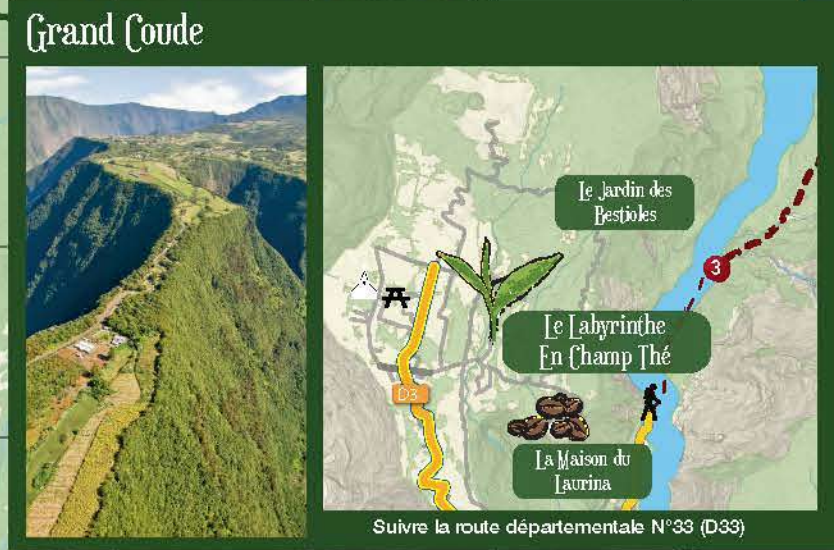 Grand Coude
Le Jardin des
Bestioles
3
Le Labyrinthe
En Champ Thé
D3
La Maison du
Laurina
Suivre la route départementale N°33 (D33)